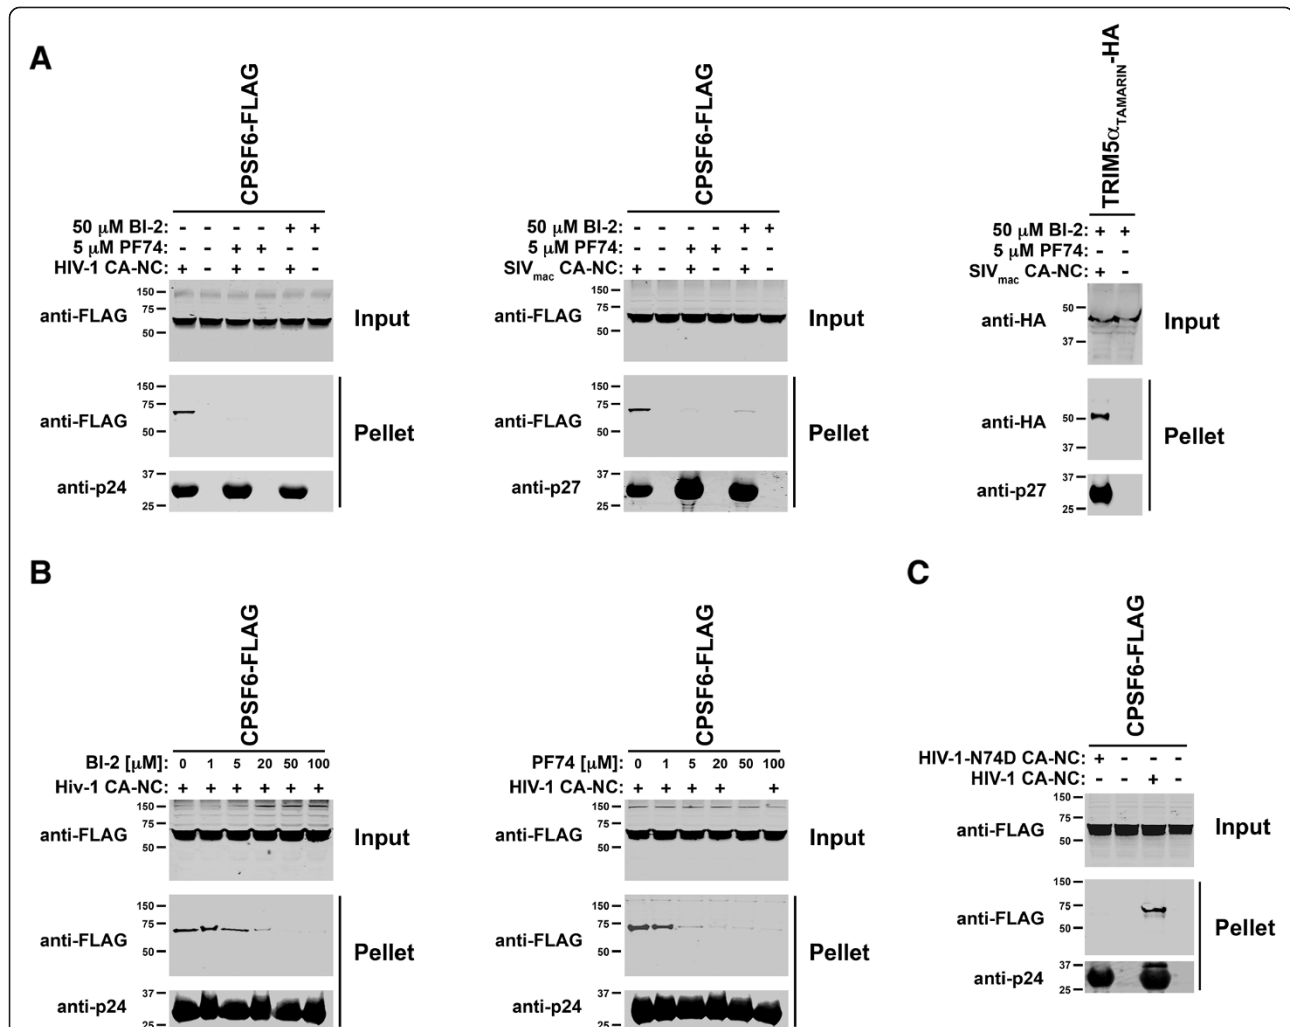 A
CPSF6-FLAG
50 μM BI-2: - - - - + +
5 μM PF74: - - + + - -
HIV-1 CA-NC: + - + - + -
150
75
50
anti-FLAG
Input
150
75
50
anti-FLAG
Pellet
37
25
anti-p24
CPSF6-FLAG
50 μM BI-2: - - - - + +
5 μM PF74: - - + + - -
SIVmac CA-NC: + - + - + -
150
75
50
anti-FLAG
Input
150
75
50
anti-FLAG
Pellet
37
25
anti-p27
TRIM5αTAMARIN-HA
50 μM BI-2: + +
5 μM PF74: - -
SIVmac CA-NC: + -
50
37
anti-HA
Input
50
37
anti-HA
Pellet
37
25
anti-p27
B
CPSF6-FLAG
BI-2 [μM]: 0 1 5 20 50 100
Hiv-1 CA-NC: + + + + + +
150
75
50
anti-FLAG
Input
150
75
50
anti-FLAG
Pellet
37
25
anti-p24
CPSF6-FLAG
PF74 [μM]: 0 1 5 20 50 100
HIV-1 CA-NC: + + + + +
150
75
50
anti-FLAG
Input
150
75
50
anti-FLAG
Pellet
37
25
anti-p24
C
CPSF6-FLAG
HIV-1-N74D CA-NC: + - - -
HIV-1 CA-NC: - - + -
150
75
50
anti-FLAG
Input
150
75
50
anti-FLAG
Pellet
37
25
anti-p24